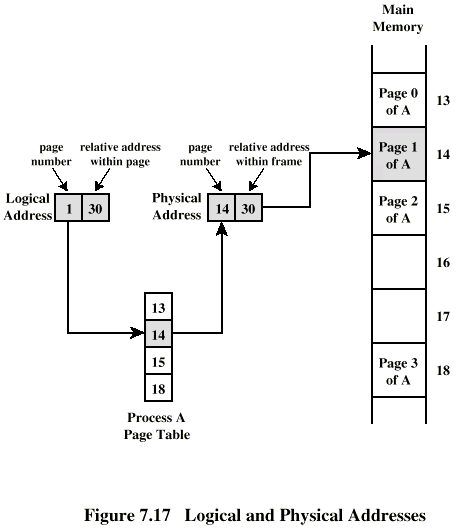 Main
Memory
Page 0
of A
13
page
number
relative address
within page
page
number
relative address
within frame
Page 1
of A
14
Logical
Address
1 30
Physical
Address
14 30
Page 2
of A
15
16
13
14
15
18
17
Page 3
of A
18
Process A
Page Table
Figure 7.17 Logical and Physical Addresses